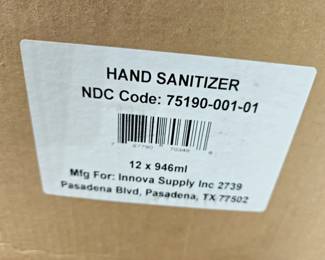 HAND SANITIZER
NDC Code: 75190-001-01
12 x 946ml
Mfg For: Innova Supply Inc 2739
Pasadena Blvd, Pasadena, TX 77502